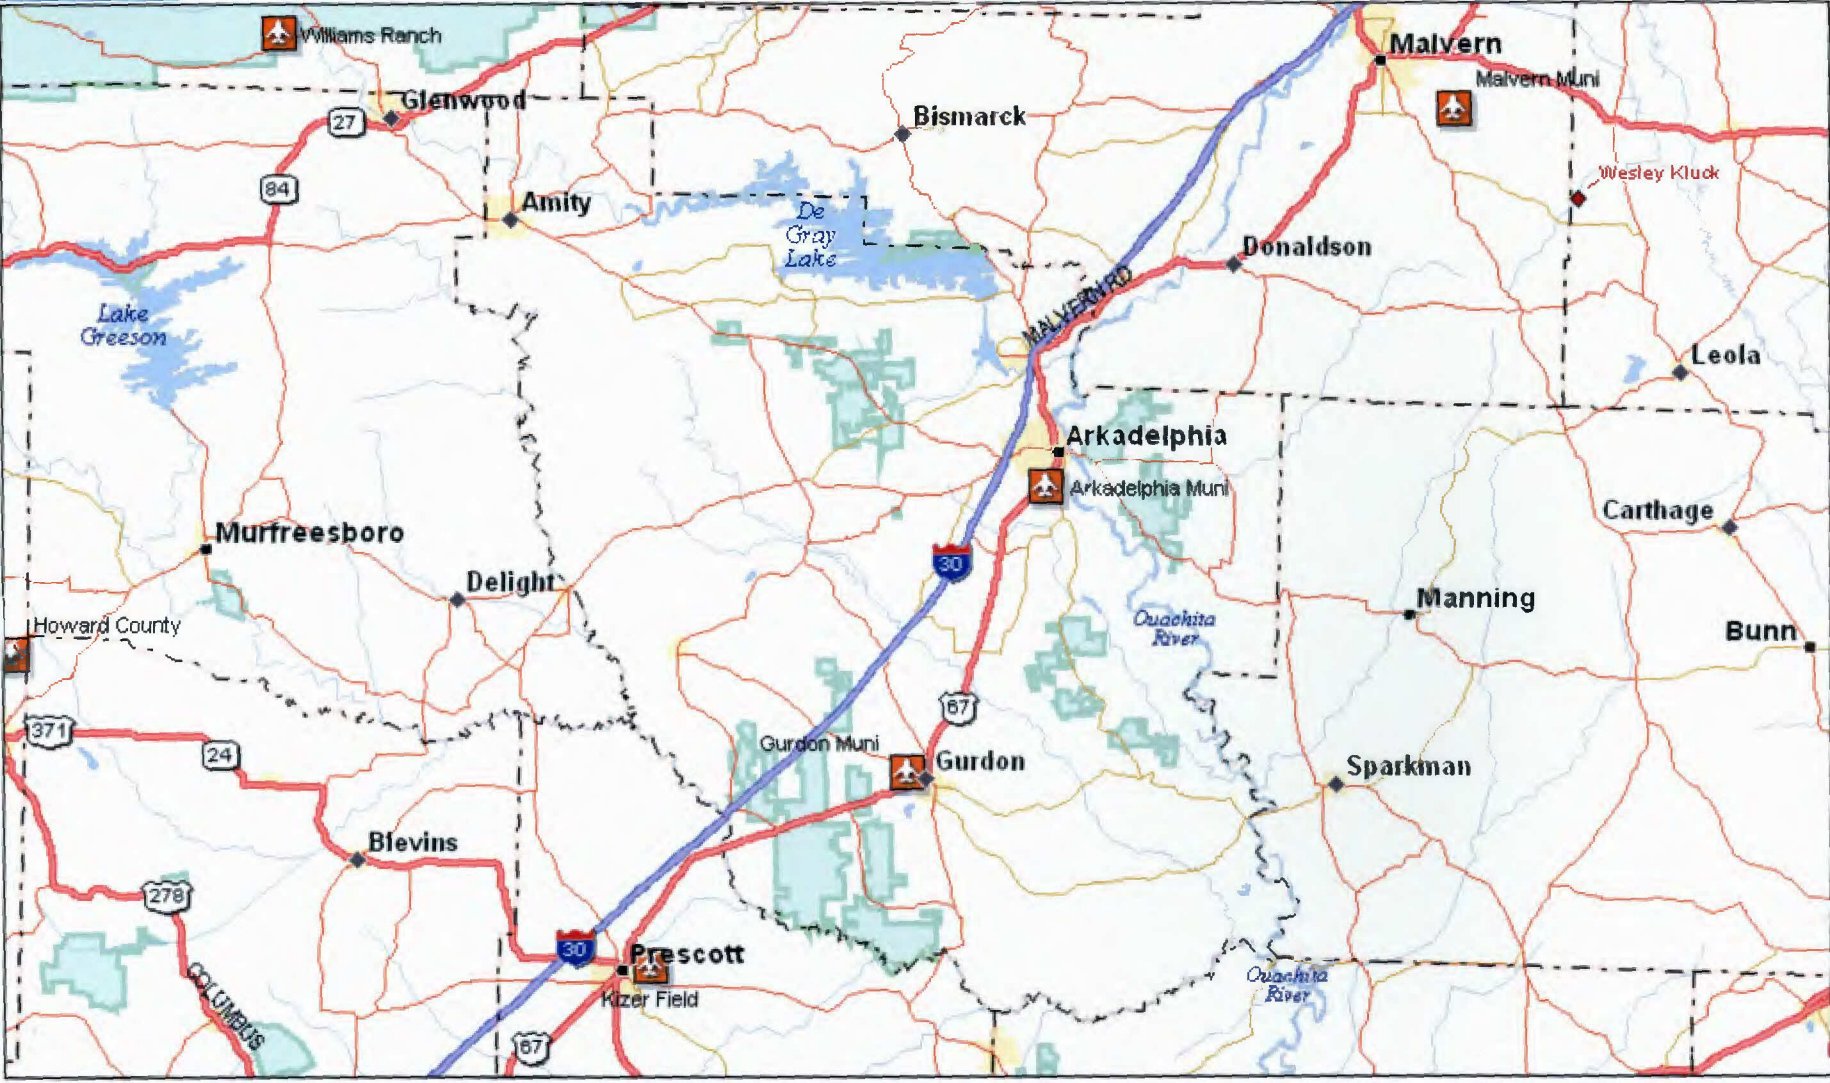 Williams Ranch
Malvern
Malvern Muni
Glenwood
27
Bismarck
Wesley Kluck
84
Amity
De
Gray
Lake
Donaldson
MALVERN RD
Lake
Greeson
Leola
Arkadelphia
Arkadelphia Muni
Carthage
Murfreesboro
30
Delight
Manning
Howard County
Ouachita
River
Bunn
67
371
24
Gurdon Muni
Gurdon
Sparkman
Blevins
278
30
Prescott
Kizer Field
COLUMBUS
Ouachita
River
67